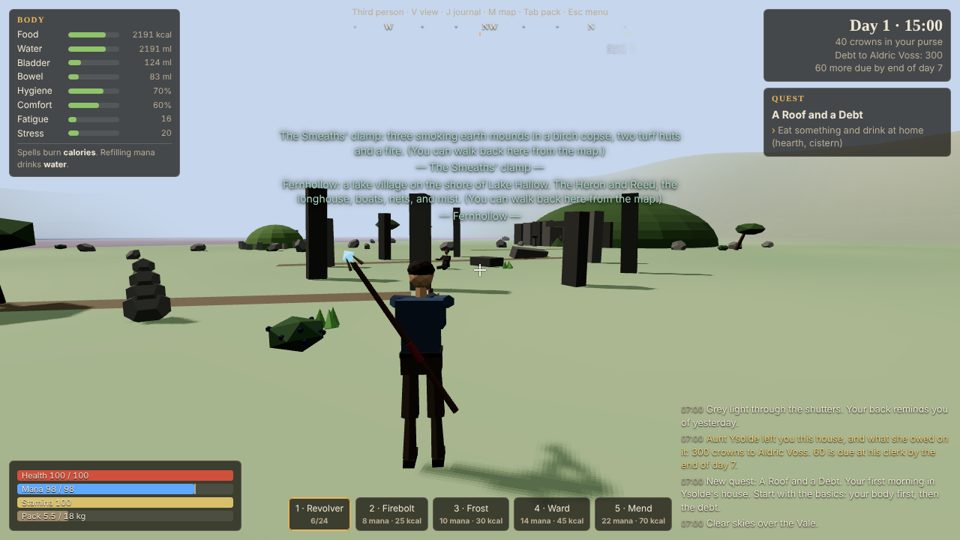 BODY
Food 2191 kcal
Water 2191 ml
Bladder 124 ml
Bowel 83 ml
Hygiene 70%
Comfort 60%
Fatigue 16
Stress 20
Spells burn calories. Refilling mana
drinks water.
Third person · V view · J journal · M map · Tab pack · Esc menu
W NW N
Day 1 · 15:00
40 crowns in your purse
Debt to Aldric Voss: 300
60 more due by end of day 7
QUEST
A Roof and a Debt
› Eat something and drink at home
(hearth, cistern)
The Smeaths' clamp: three smoking earth mounds in a birch copse, two turf huts
and a fire. (You can walk back here from the map.)
— The Smeaths' clamp —
Fernhollow: a lake village on the shore of Lake Hallow. The Heron and Reed, the
longhouse, boats, nets, and mist. (You can walk back here from the map.)
— Fernhollow —
07:00 Grey light through the shutters. Your back reminds you
of yesterday.
07:00 Aunt Ysolde left you this house, and what she owed on
it: 300 crowns to Aldric Voss. 60 is due at his clerk by the
end of day 7.
07:00 New quest: A Roof and a Debt. Your first morning in
Ysolde's house. Start with the basics: your body first, then
the debt.
07:00 Clear skies over the Vale.
Health 100 / 100
Mana 98 / 98
Stamina 100
Pack 5.5 / 18 kg
1 · Revolver
6/24
2 · Firebolt
8 mana · 25 kcal
3 · Frost
10 mana · 30 kcal
4 · Ward
14 mana · 45 kcal
5 · Mend
22 mana · 70 kcal